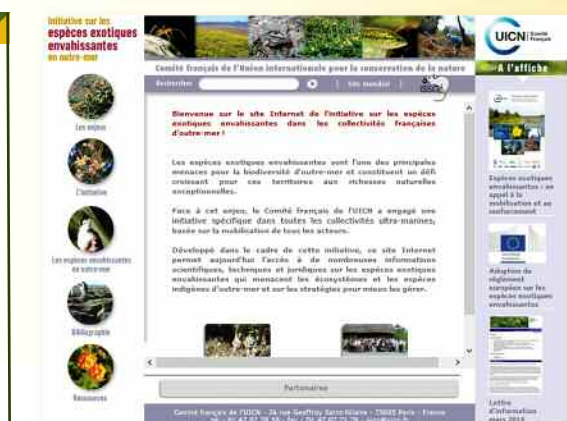 Initiative sur les
espèces exotiques
envahissantes
en outre-mer
Les enjeux
L'initiative
Les espèces envahissantes
en outre-mer
Bibliographie
Ressources
Comité français de l'Union internationale pour la conservation de la nature
Rechercher
Site mondial
Bienvenue sur le site Internet de l'Initiative sur les espèces
exotiques envahissantes dans les collectivités françaises
d'outre-mer !
Les espèces exotiques envahissantes sont l'une des principales
menaces pour la biodiversité d'outre-mer et constituent un défi
croissant pour ces territoires aux richesses naturelles
exceptionnelles.
Face à cet enjeu, le Comité français de l'UICN a engagé une
initiative spécifique dans toutes les collectivités ultra-marines,
basée sur la mobilisation de tous les acteurs.
Développé dans le cadre de cette initiative, ce site Internet
permet aujourd'hui l'accès à de nombreuses informations
scientifiques, techniques et juridiques sur les espèces exotiques
envahissantes qui menacent les écosystèmes et les espèces
indigènes d'outre-mer et sur les stratégies pour mieux les gérer.
Partenaires
Comité français de l'UICN - 26 rue Geoffroy Saint-Hilaire - 75005 Paris - France
UICN Comité
Français
A l'affiche
Espèces exotiques
envahissantes : un
appel à la
mobilisation et au
renforcement
Adoption du
règlement
européen sur les
espèces exotiques
envahissantes
Lettre
d'information
mars 2015